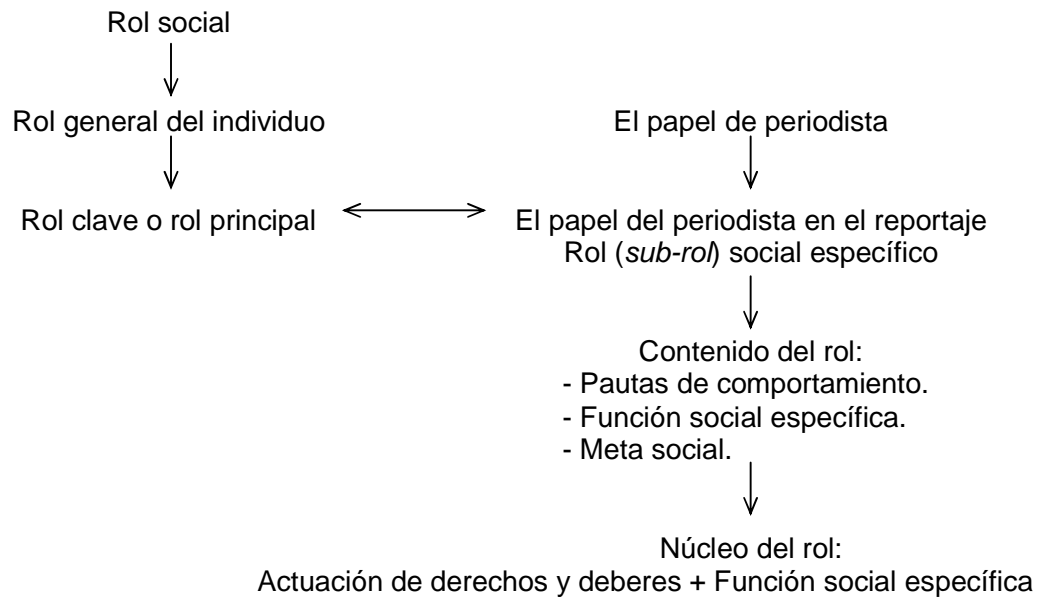 Rol social
Rol general del individuo
El papel de periodista
Rol clave o rol principal
El papel del periodista en el reportaje
Rol (sub-rol) social específico
Contenido del rol:
- Pautas de comportamiento.
- Función social específica.
- Meta social.
Núcleo del rol:
Actuación de derechos y deberes + Función social específica